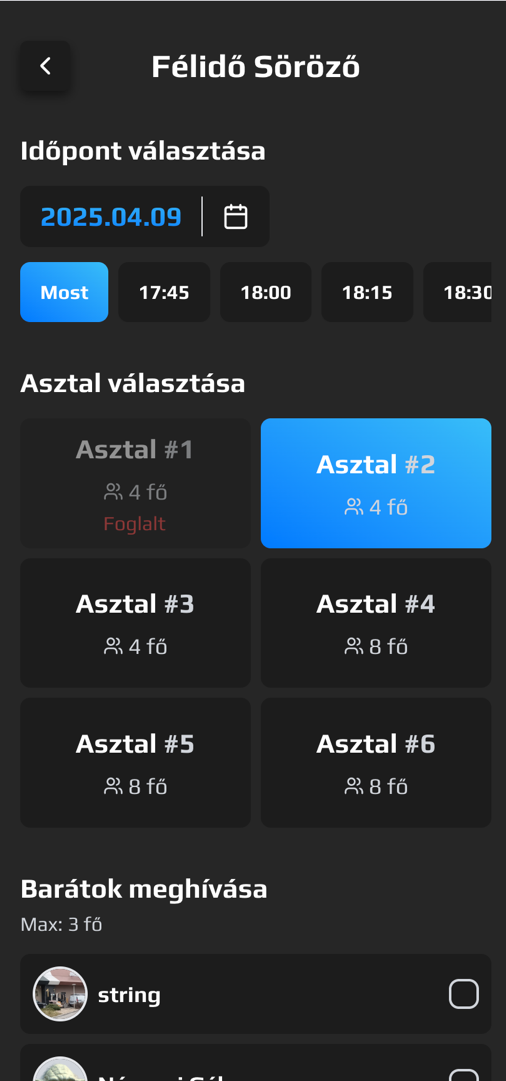 Félidő Söröző
Időpont választása
2025.04.09
Most 17:45 18:00 18:15 18:30
Asztal választása
Asztal #1
4 fő
Foglalt
Asztal #2
4 fő
Asztal #3
4 fő
Asztal #4
8 fő
Asztal #5
8 fő
Asztal #6
8 fő
Barátok meghívása
Max: 3 fő
string